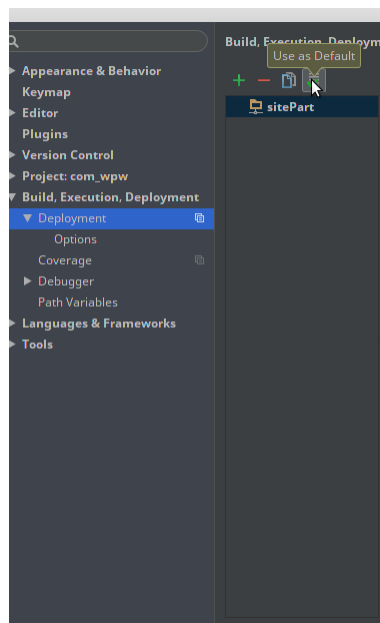 Build, Execution, Deploym
Use as Default
Appearance & Behavior
Keymap
Editor
sitePart
Plugins
Version Control
Project: com_wpw
Build, Execution, Deployment
Deployment
Options
Coverage
Debugger
Path Variables
Languages & Frameworks
Tools